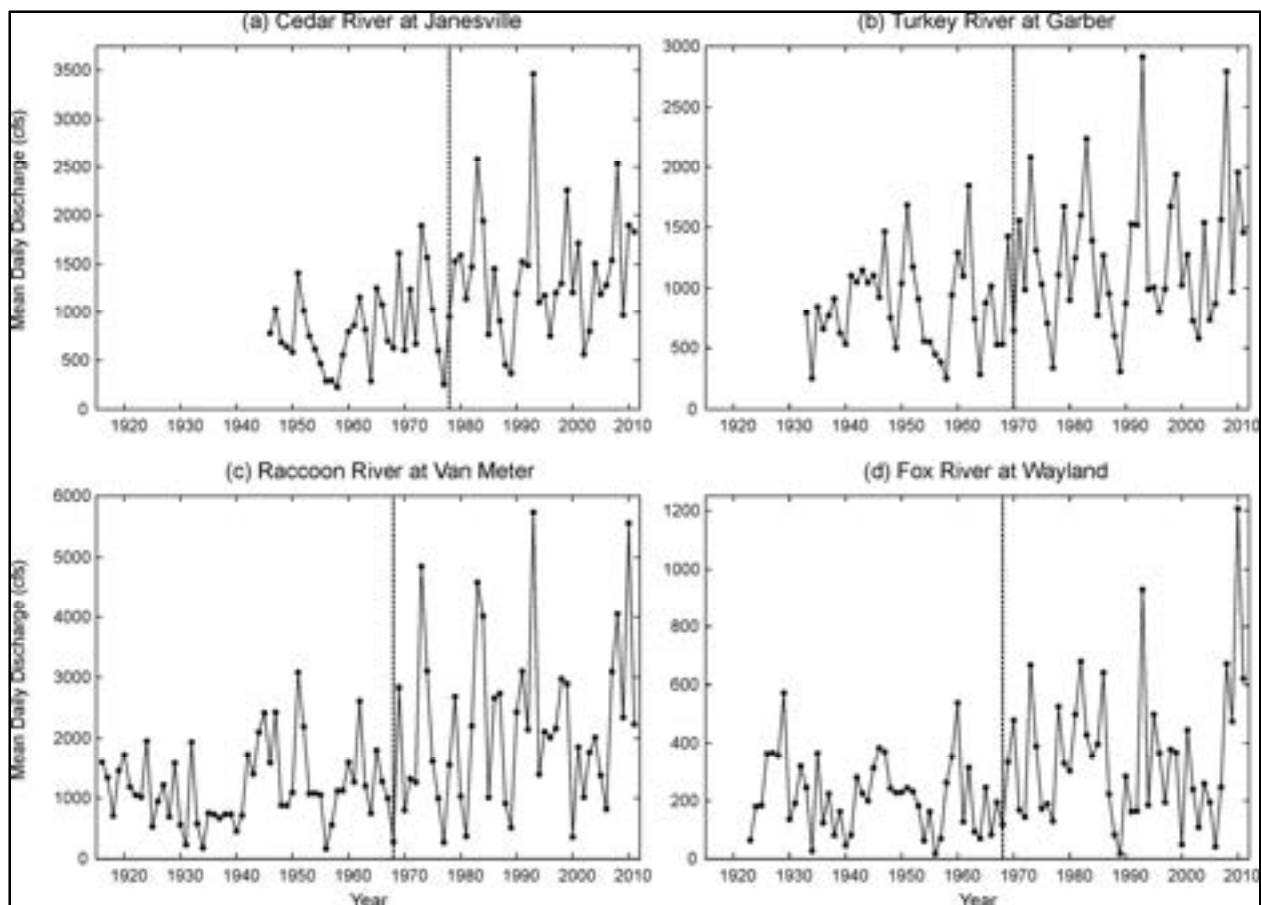 (a) Cedar River at Janesville
3500
3000
2500
2000
1500
1000
500
0
Mean Daily Discharge (cfs)
1920 1930 1940 1950 1960 1970 1980 1990 2000 2010
(b) Turkey River at Garber
3000
2500
2000
1500
1000
500
0
1920 1930 1940 1950 1960 1970 1980 1990 2000 2010
(c) Raccoon River at Van Meter
6000
5000
4000
3000
2000
1000
0
Mean Daily Discharge (cfs)
1920 1930 1940 1950 1960 1970 1980 1990 2000 2010
Year
(d) Fox River at Wayland
1200
1000
800
600
400
200
0
1920 1930 1940 1950 1960 1970 1980 1990 2000 2010
Year